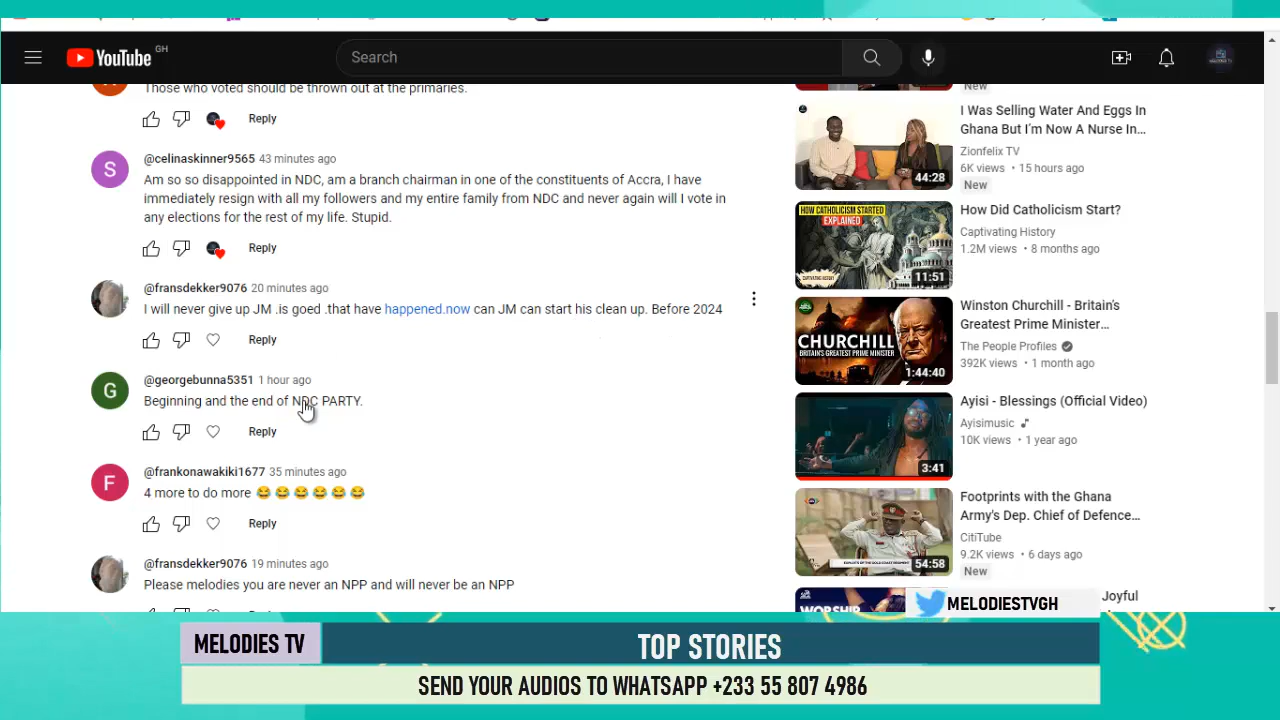 YouTube GH
Search
Those who voted should be thrown out at the primaries.
Reply
@celinaskinner9565 43 minutes ago
S
Am so so disappointed in NDC, am a branch chairman in one of the constituents of Accra, I have
immediately resign with all my followers and my entire family from NDC and never again will I vote in
any elections for the rest of my life. Stupid.
Reply
@fransdekker9076 20 minutes ago
I will never give up JM .is goed .that have happened.now can JM can start his clean up. Before 2024
Reply
@georgebunna5351 1 hour ago
G
Beginning and the end of NDC PARTY.
Reply
@frankonawakiki1677 35 minutes ago
F
4 more to do more 😂😂😂😂😂😂
Reply
@fransdekker9076 19 minutes ago
Please melodies you are never an NPP and will never be an NPP
New
I Was Selling Water And Eggs In
Ghana But I'm Now A Nurse In...
Zionfelix TV
6K views • 15 hours ago
New
44:28
HOW CATHOLICISM STARTED
EXPLAINED
CAPTIVATING HISTORY
11:51
How Did Catholicism Start?
Captivating History
1.2M views • 8 months ago
CHURCHILL
BRITAIN'S GREATEST PRIME MINISTER
1:44:40
Winston Churchill - Britain's
Greatest Prime Minister...
The People Profiles
392K views • 1 month ago
3:41
Ayisi - Blessings (Official Video)
Ayisimusic
10K views • 1 year ago
54:58
Footprints with the Ghana
Army's Dep. Chief of Defence...
CitiTube
9.2K views • 6 days ago
New
WORSHIP
Joyful
MELODIESTVGH
MELODIES TV
TOP STORIES
SEND YOUR AUDIOS TO WHATSAPP +233 55 807 4986